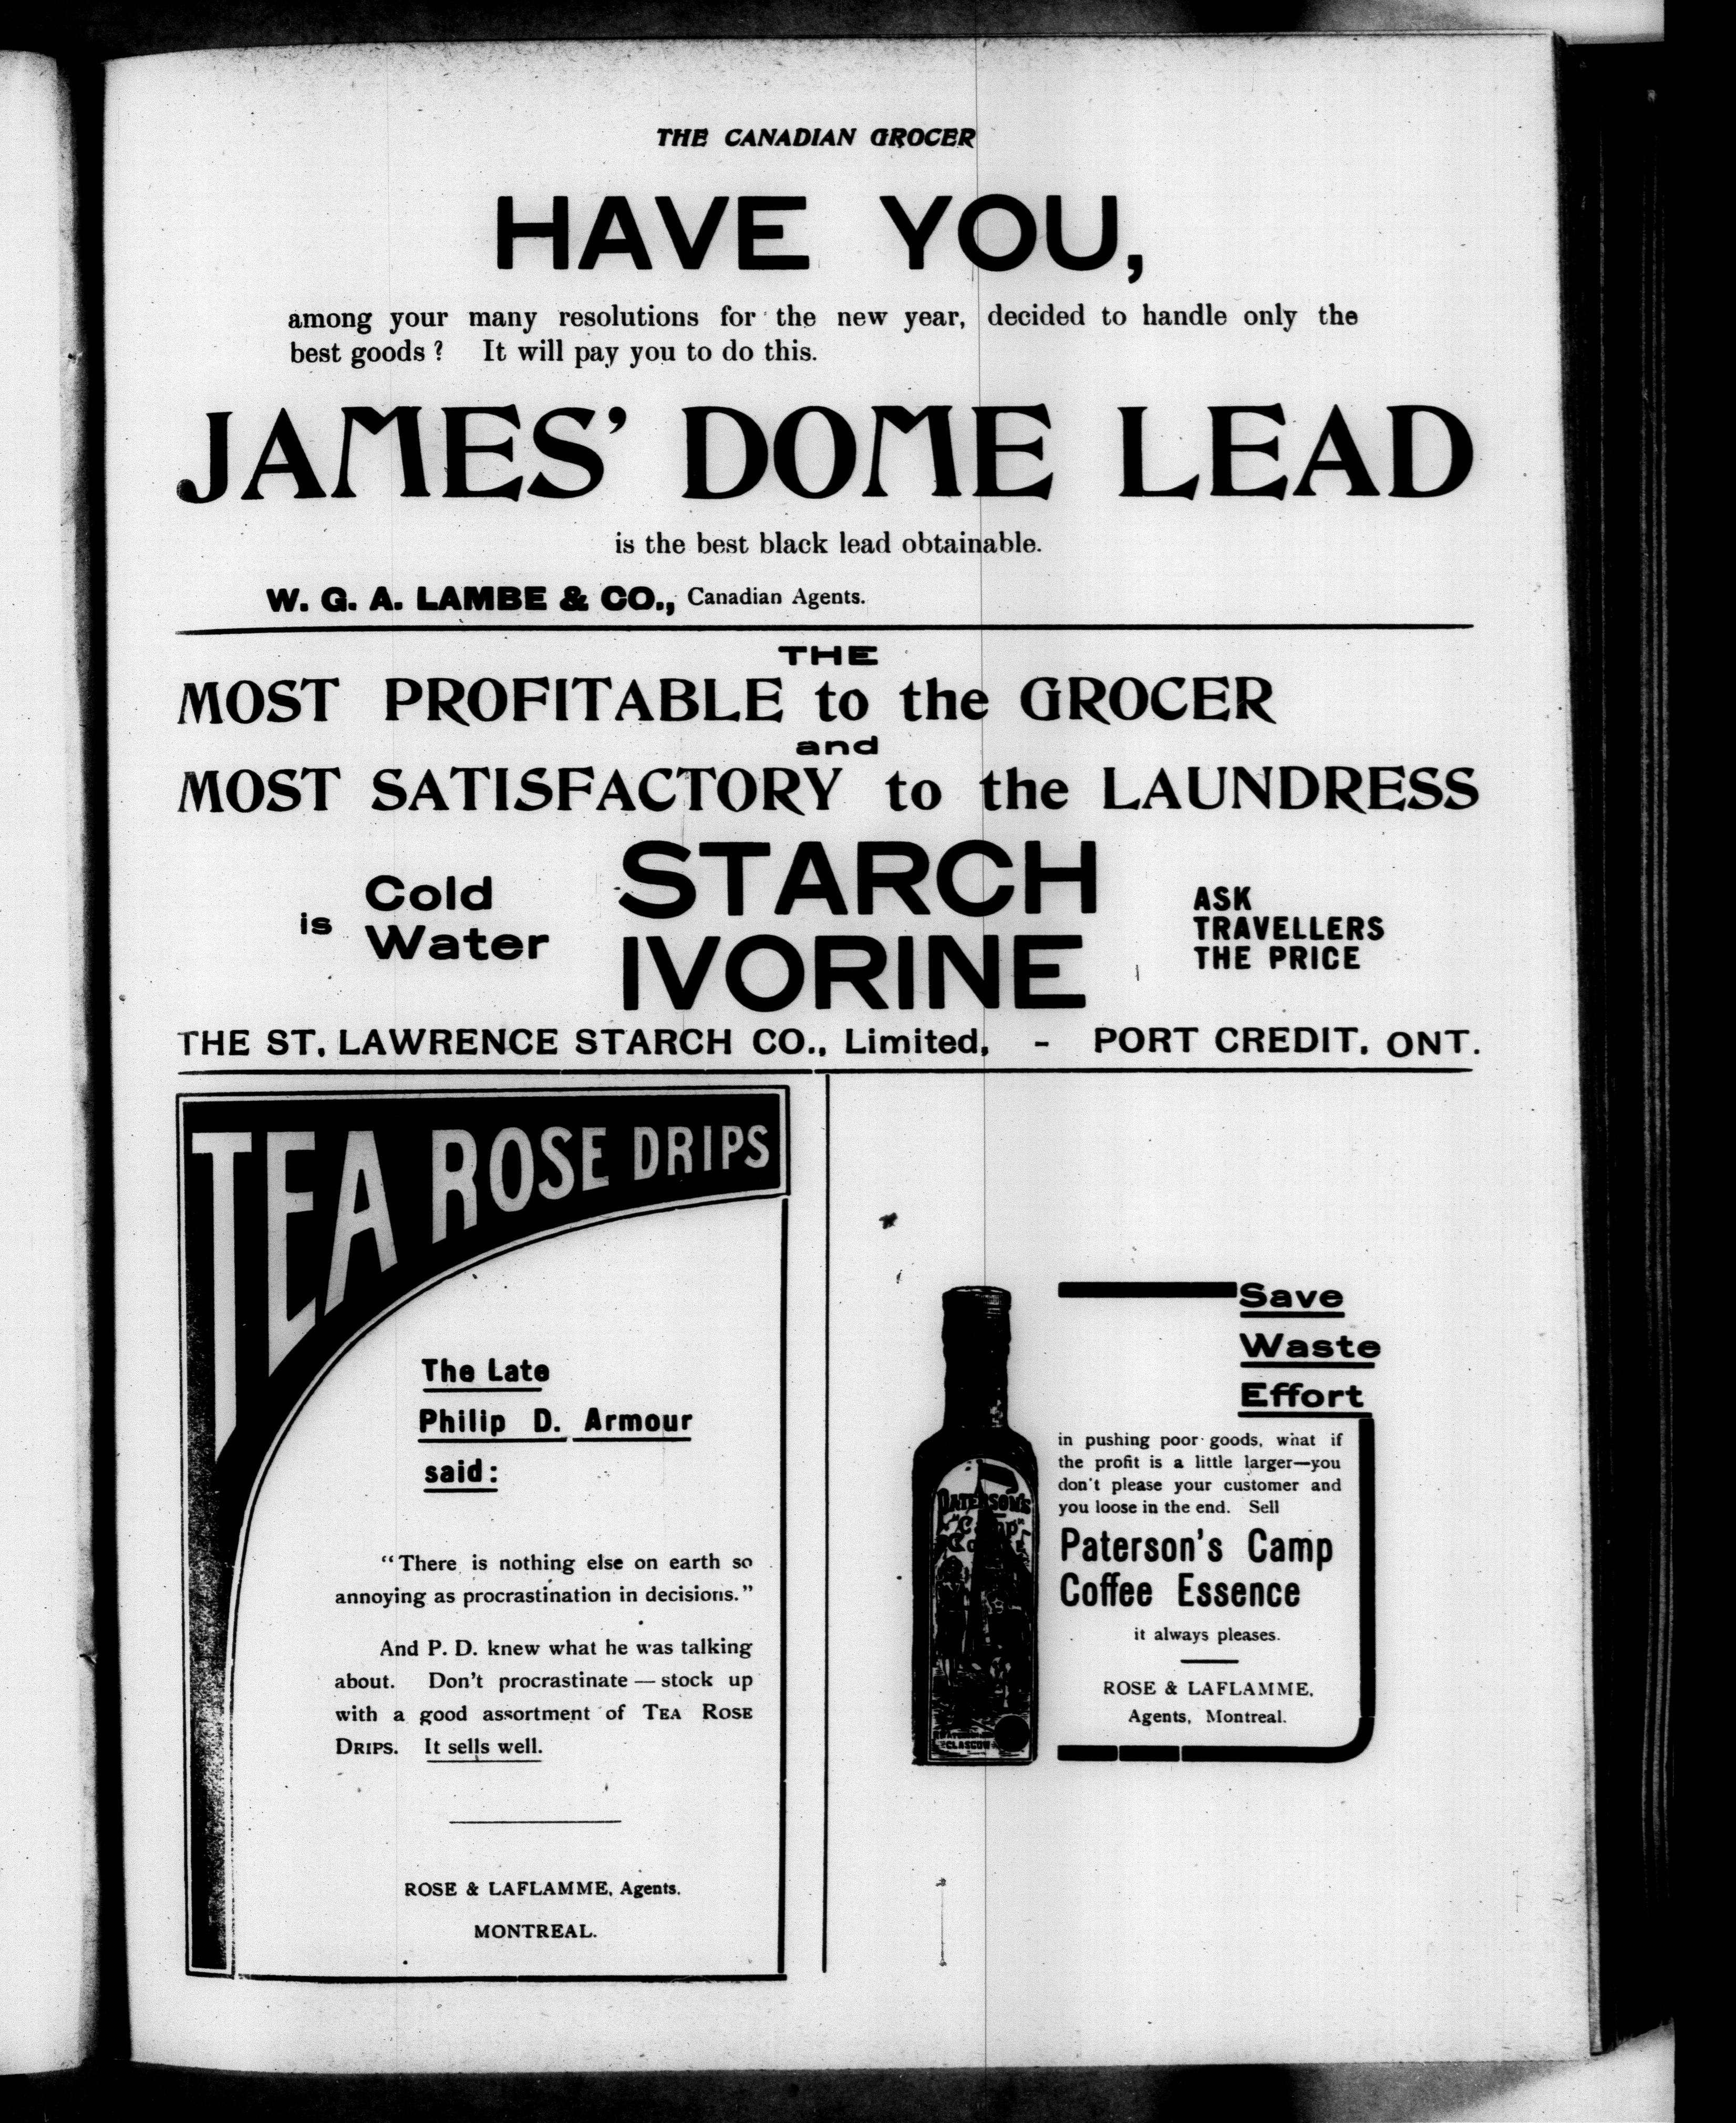 THE CANADIAN GROCER
HAVE YOU,
among your many resolutions for the new year, decided to handle only the
best goods? It will pay you to do this.
JAMES' DOME LEAD
is the best black lead obtainable.
W. G. A. LAMBE & CO., Canadian Agents.
THE
MOST PROFITABLE to the GROCER
and
MOST SATISFACTORY to the LAUNDRESS
is Cold Water
STARCH
IVORINE
ASK
TRAVELLERS
THE PRICE
THE ST. LAWRENCE STARCH CO., Limited, - PORT CREDIT, ONT.
TEA ROSE DRIPS
The Late
Philip D. Armour
said:
"There is nothing else on earth so
annoying as procrastination in decisions."
And P. D. knew what he was talking
about. Don't procrastinate — stock up
with a good assortment of TEA ROSE
DRIPS. It sells well.
ROSE & LAFLAMME, Agents.
MONTREAL.
PATERSON'S
"Camp"
GLASGOW
Save
Waste
Effort
in pushing poor goods, what if
the profit is a little larger—you
don't please your customer and
you loose in the end. Sell
Paterson's Camp
Coffee Essence
it always pleases.
ROSE & LAFLAMME,
Agents, Montreal.